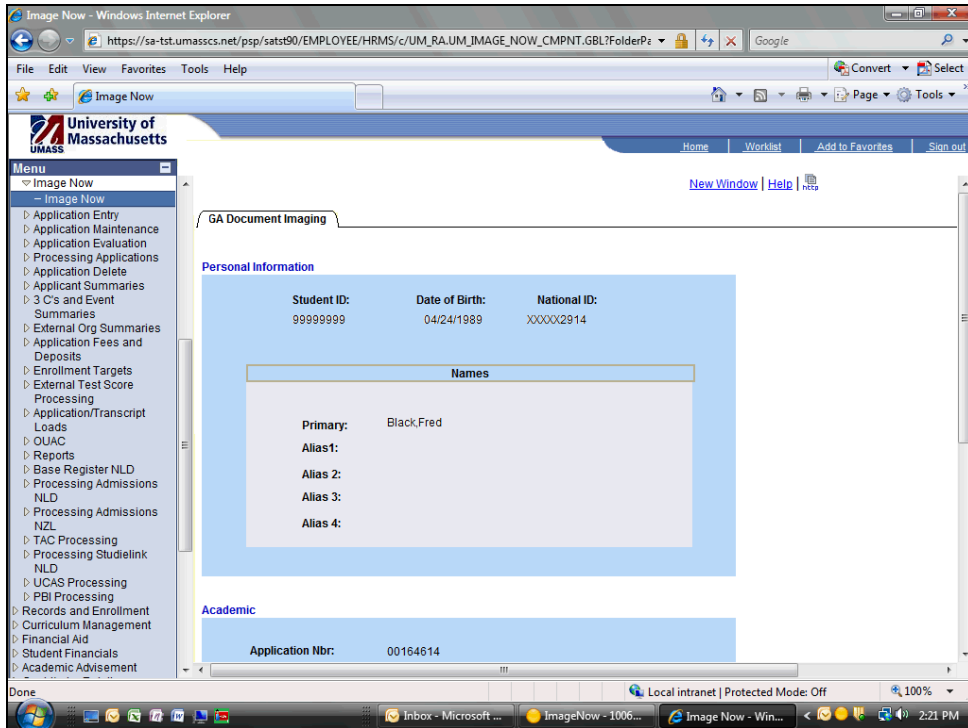 Image Now - Windows Internet Explorer
https://sa-tst.umasscs.net/psp/satst90/EMPLOYEE/HRMS/c/UM_RA.UM_IMAGE_NOW_CMPNT.GBL?FolderPa
Google
File Edit View Favorites Tools Help
Convert Select
Image Now
Page Tools
University of
Massachusetts
UMASS
Home Worklist Add to Favorites Sign out
Menu
Image Now
– Image Now
Application Entry
Application Maintenance
Application Evaluation
Processing Applications
Application Delete
Applicant Summaries
3 C's and Event
Summaries
External Org Summaries
Application Fees and
Deposits
Enrollment Targets
External Test Score
Processing
Application/Transcript
Loads
OUAC
Reports
Base Register NLD
Processing Admissions
NLD
Processing Admissions
NZL
TAC Processing
Processing Studielink
NLD
UCAS Processing
PBI Processing
Records and Enrollment
Curriculum Management
Financial Aid
Student Financials
Academic Advisement
New Window | Help | http
GA Document Imaging
Personal Information
Student ID: Date of Birth: National ID:
99999999 04/24/1989 XXXXX2914
Names
Primary: Black,Fred
Alias1:
Alias 2:
Alias 3:
Alias 4:
Academic
Application Nbr: 00164614
Done
Local intranet | Protected Mode: Off
100%
Inbox - Microsoft ...
ImageNow - 1006...
Image Now - Win...
2:21 PM